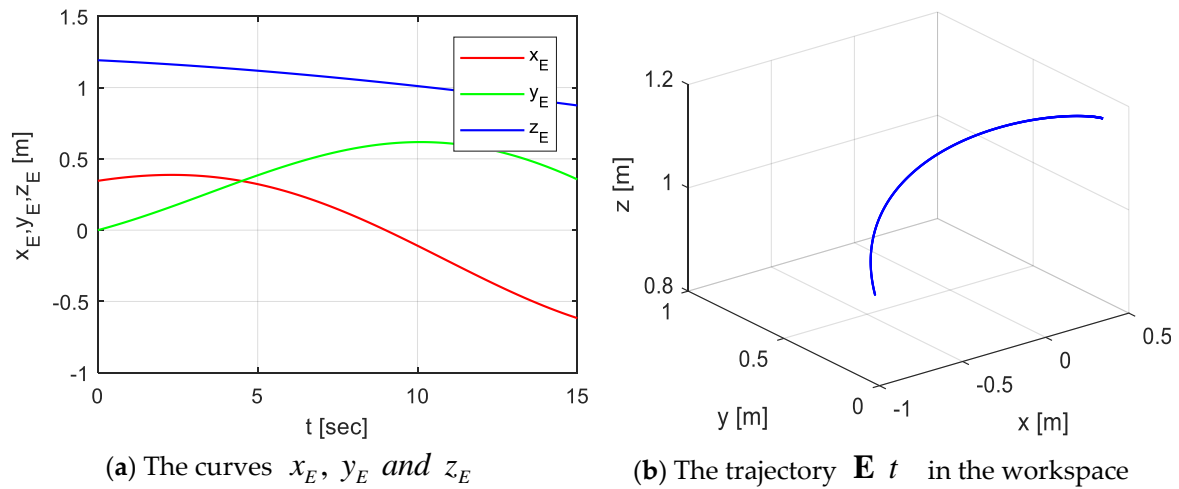 1.5
1
0.5
0
-0.5
-1
x_E,y_E,z_E [m]
0
5
10
15
t [sec]
x_E
y_E
z_E
(a) The curves x_E, y_E and z_E
1.2
1
0.8
z [m]
1
0.5
0
y [m]
-1
-0.5
0
0.5
x [m]
(b) The trajectory E t in the workspace